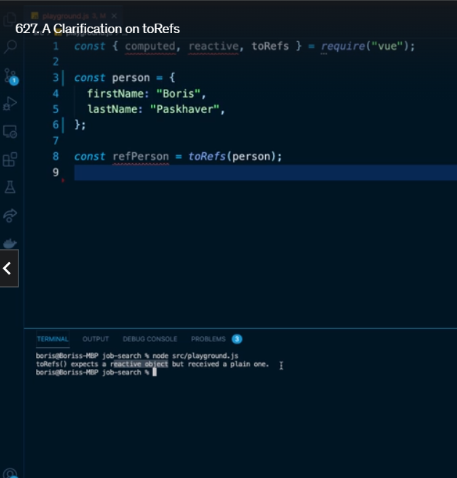 playground.js 9, M
627. A Clarification on toRefs
1 const { computed, reactive, toRefs } = require("vue");
2
3 const person = {
4 firstName: "Boris",
5 lastName: "Paskhaver",
6 };
7
8 const refPerson = toRefs(person);
9
TERMINAL OUTPUT DEBUG CONSOLE PROBLEMS 3
boris@Boriss-MBP job-search % node src/playground.js
toRefs() expects a reactive object but received a plain one.
boris@Boriss-MBP job-search %